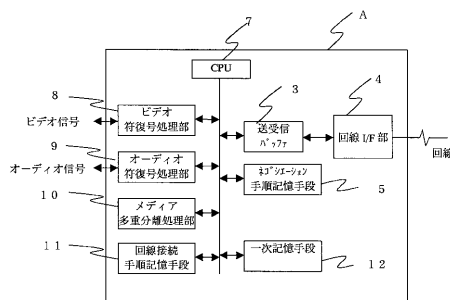 7
A
CPU
8
ビデオ信号
ビデオ
符復号処理部
3
送受信
ﾊﾞｯﾌｧ
4
回線 I/F 部
回線
9
オーディオ信号
オーディオ
符復号処理部
ﾈｺﾞｼｴｰｼｮﾝ
手順記憶手段
5
10
メディア
多重分離処理部
11
回線接続
手順記憶手段
一次記憶手段
12